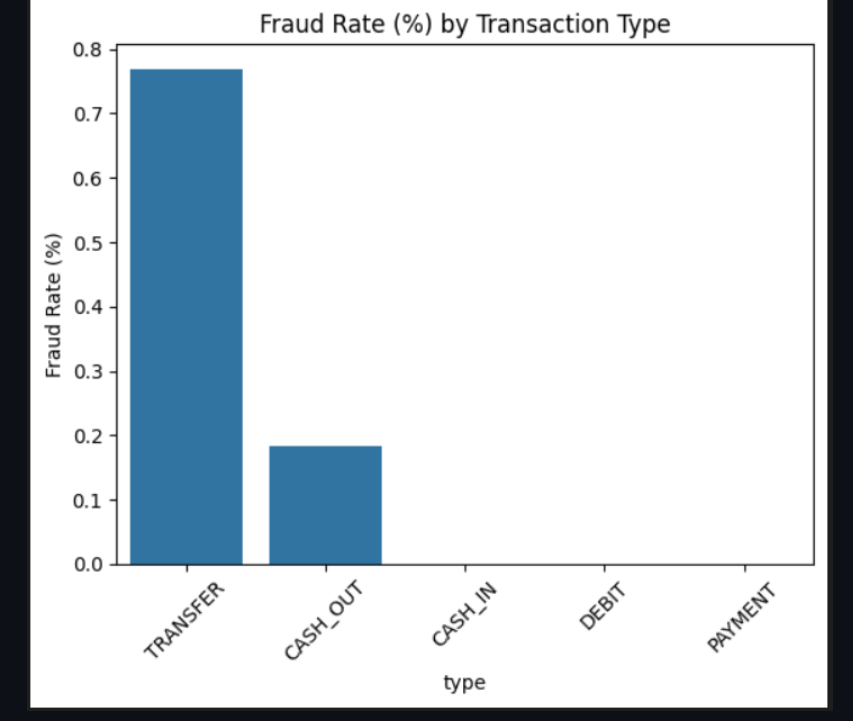 Fraud Rate (%) by Transaction Type
Fraud Rate (%)
0.8
0.7
0.6
0.5
0.4
0.3
0.2
0.1
0.0
TRANSFER
CASH_OUT
CASH_IN
DEBIT
PAYMENT
type